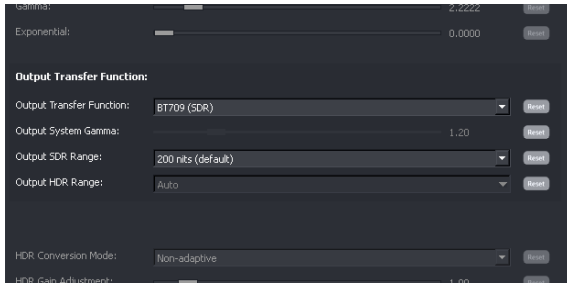 Gamma: 2.2222 Reset
Exponential: 0.0000 Reset
Output Transfer Function:
Output Transfer Function: BT709 (SDR) Reset
Output System Gamma: 1.20 Reset
Output SDR Range: 200 nits (default) Reset
Output HDR Range: Auto Reset
HDR Conversion Mode: Non-adaptive Reset
HDR Gain Adjustment: 1.00 Reset